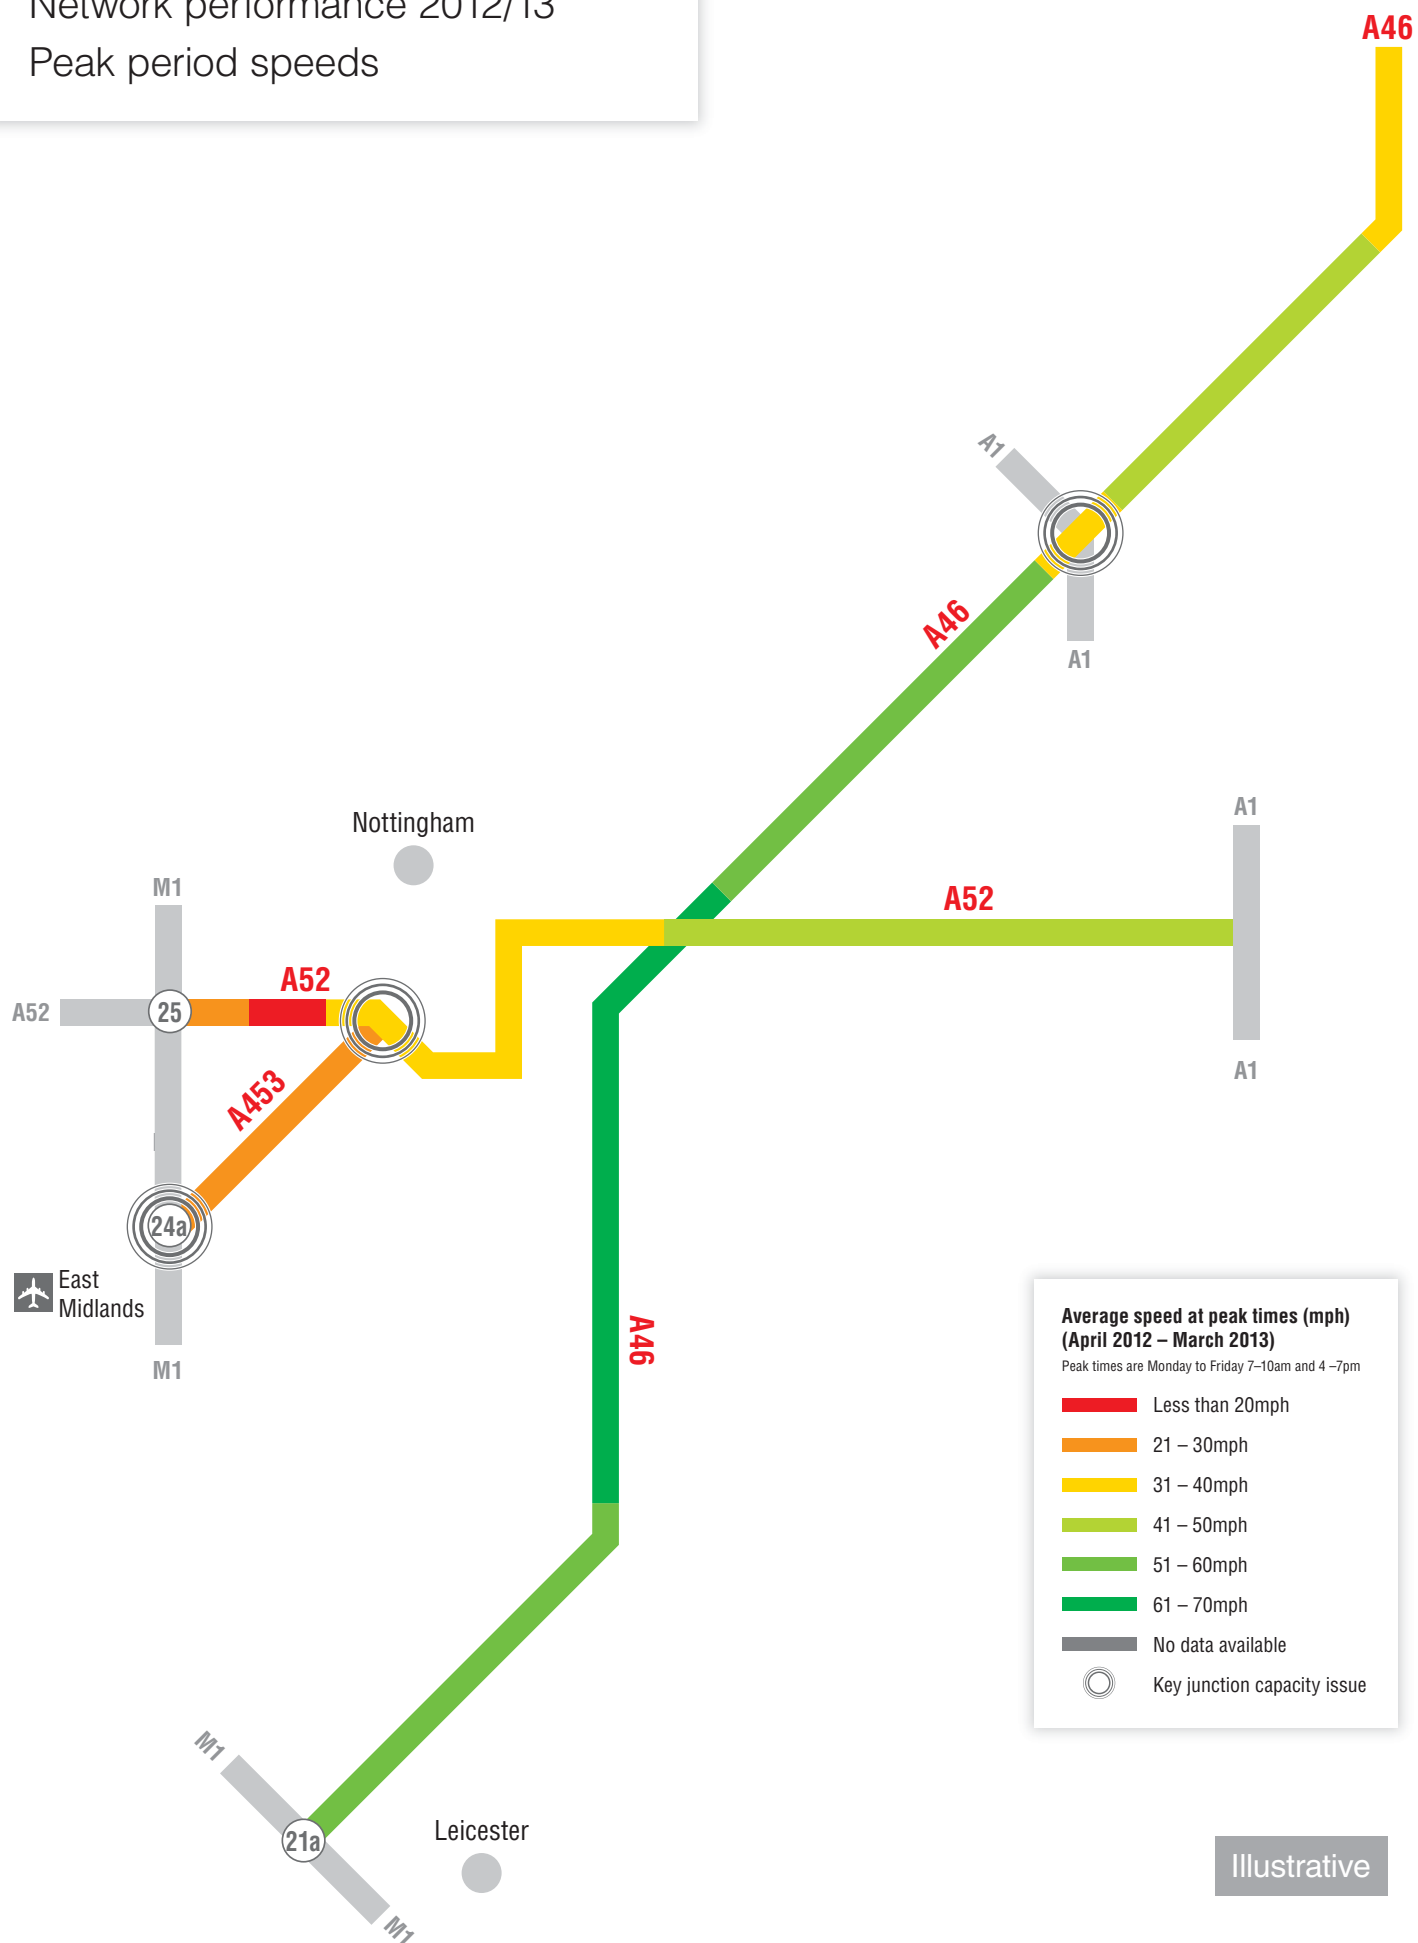 Network performance 2012/13
Peak period speeds
A46
A1
A46
A1
Nottingham
A1
A52
M1
A52
A52
25
A453
A1
24a
East
Midlands
M1
A46
Average speed at peak times (mph)
(April 2012 – March 2013)
Peak times are Monday to Friday 7–10am and 4 –7pm
Less than 20mph
21 – 30mph
31 – 40mph
41 – 50mph
51 – 60mph
61 – 70mph
No data available
Key junction capacity issue
M1
21a
Leicester
M1
Illustrative